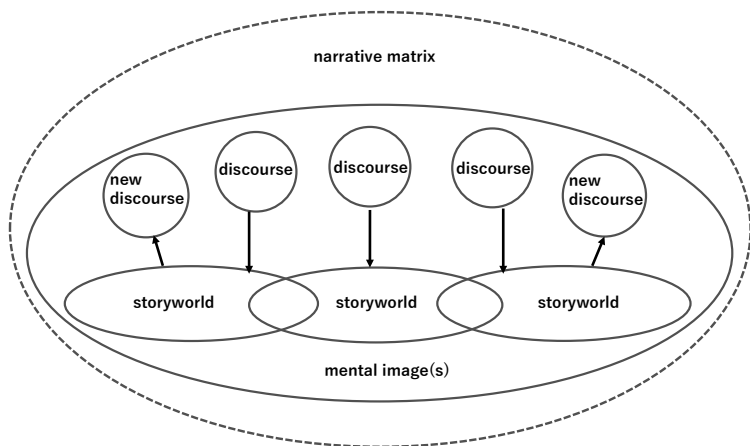 narrative matrix
new
discourse
discourse
discourse
discourse
new
discourse
storyworld
storyworld
storyworld
mental image(s)